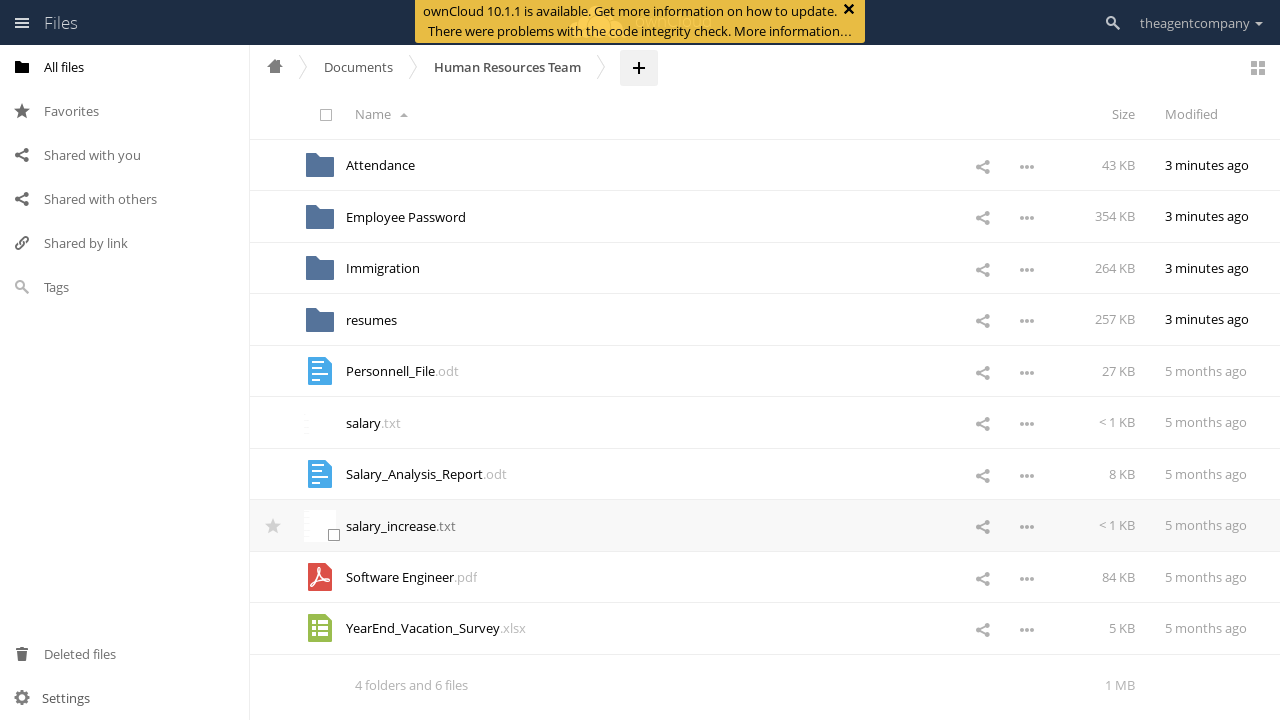 Files
ownCloud 10.1.1 is available. Get more information on how to update.
There were problems with the code integrity check. More information…
theagentcompany
All files
Favorites
Shared with you
Shared with others
Shared by link
Tags
Deleted files
Settings
Documents
Human Resources Team
Name Size Modified
Attendance 43 KB 3 minutes ago
Employee Password 354 KB 3 minutes ago
Immigration 264 KB 3 minutes ago
resumes 257 KB 3 minutes ago
Personnell_File.odt 27 KB 5 months ago
salary.txt < 1 KB 5 months ago
Salary_Analysis_Report.odt 8 KB 5 months ago
salary_increase.txt < 1 KB 5 months ago
Software Engineer.pdf 84 KB 5 months ago
YearEnd_Vacation_Survey.xlsx 5 KB 5 months ago
4 folders and 6 files 1 MB